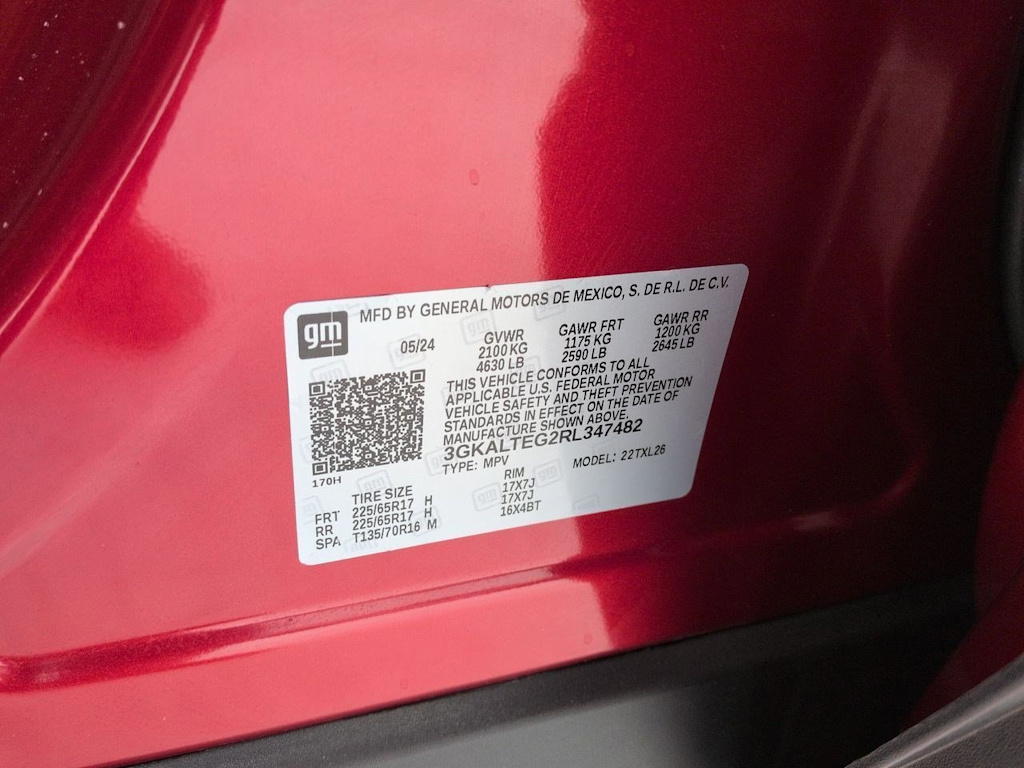 gm
MFD BY GENERAL MOTORS DE MEXICO, S. DE R.L. DE C.V.
05/24
GVWR GAWR FRT GAWR RR
2100 KG 1175 KG 1200 KG
4630 LB 2590 LB 2645 LB
THIS VEHICLE CONFORMS TO ALL
APPLICABLE U.S. FEDERAL MOTOR
VEHICLE SAFETY AND THEFT PREVENTION
STANDARDS IN EFFECT ON THE DATE OF
MANUFACTURE SHOWN ABOVE.
3GKALTEG2RL347482
TYPE: MPV MODEL: 22TXL26
170H
TIRE SIZE RIM
FRT 225/65R17 H 17X7J
RR 225/65R17 H 17X7J
SPA T135/70R16 M 16X4BT